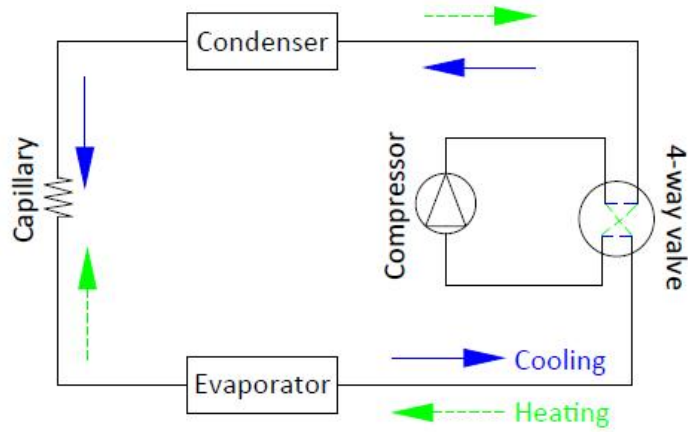 Condenser
Capillary
Compressor
4-way valve
Evaporator
Cooling
Heating